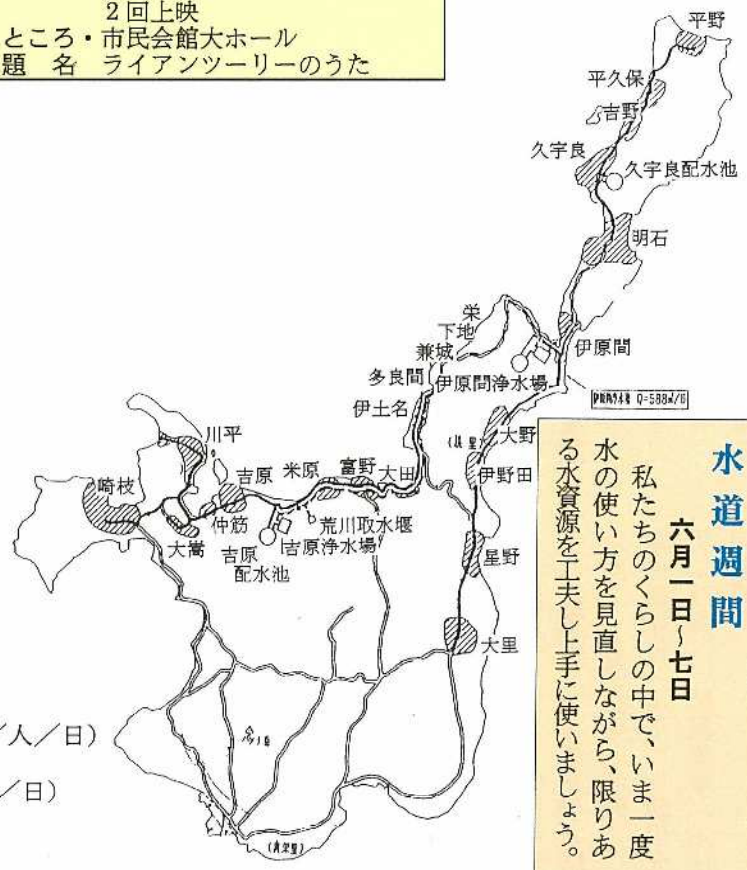 2回上映
ところ・市民会館大ホール
題 名 ライアンツーリーのうた
平野
平久保
吉野
久宇良
久宇良配水池
明石
栄
下地
兼城
伊原間
多良間
伊原間浄水場
伊土名
大野
伊野田
川平
吉原
米原
富野
大田
崎枝
仲筋
荒川取水堰
大嵩
吉原
配水池
吉原浄水場
星野
大里
/人/日)
/日)
水道週間
六月一日〜七日
私たちのくらしの中で、いま一度
水の使い方を見直しながら、限りあ
る水資源を工夫し上手に使いましょう。